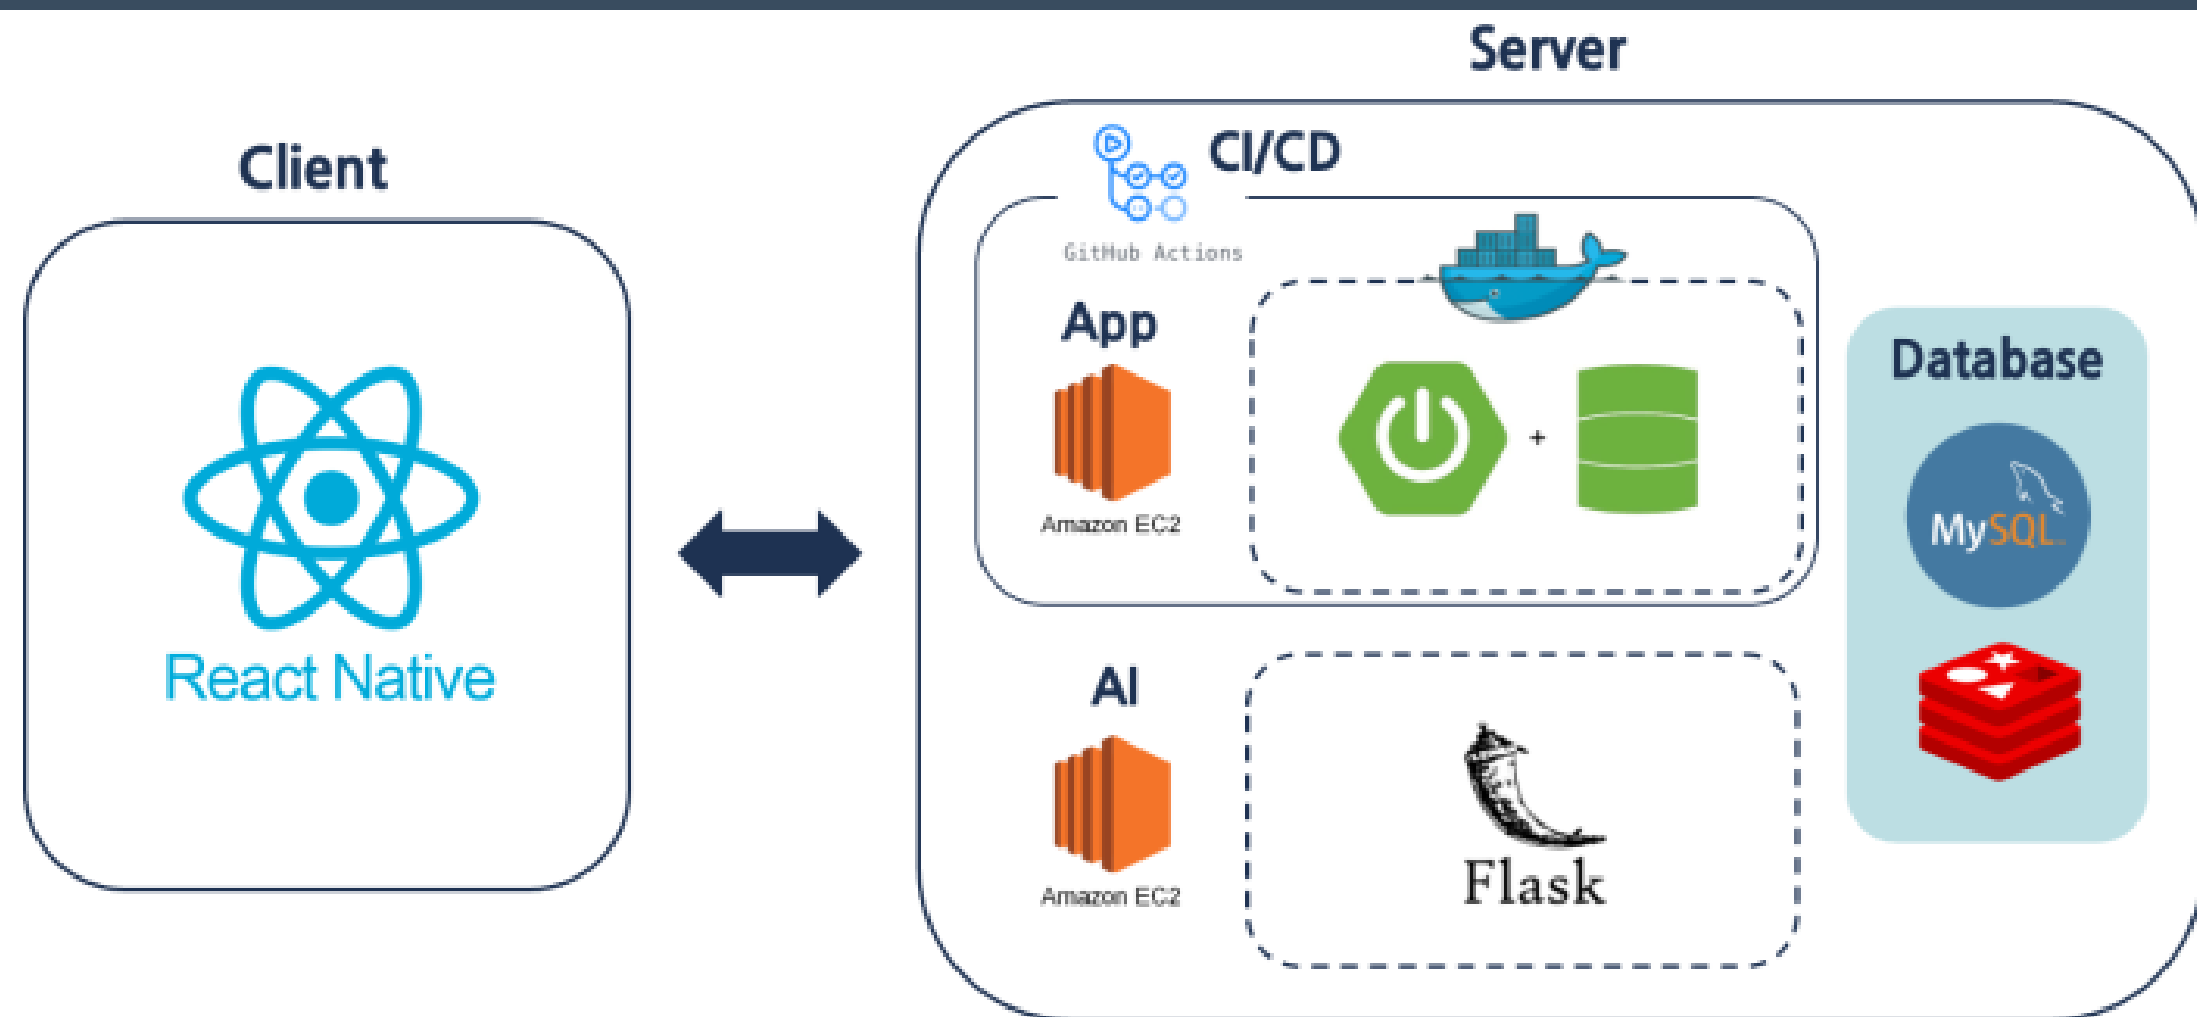 Server
Client
CI/CD
GitHub Actions
App
Amazon EC2
Database
MySQL
React Native
AI
Amazon EC2
Flask